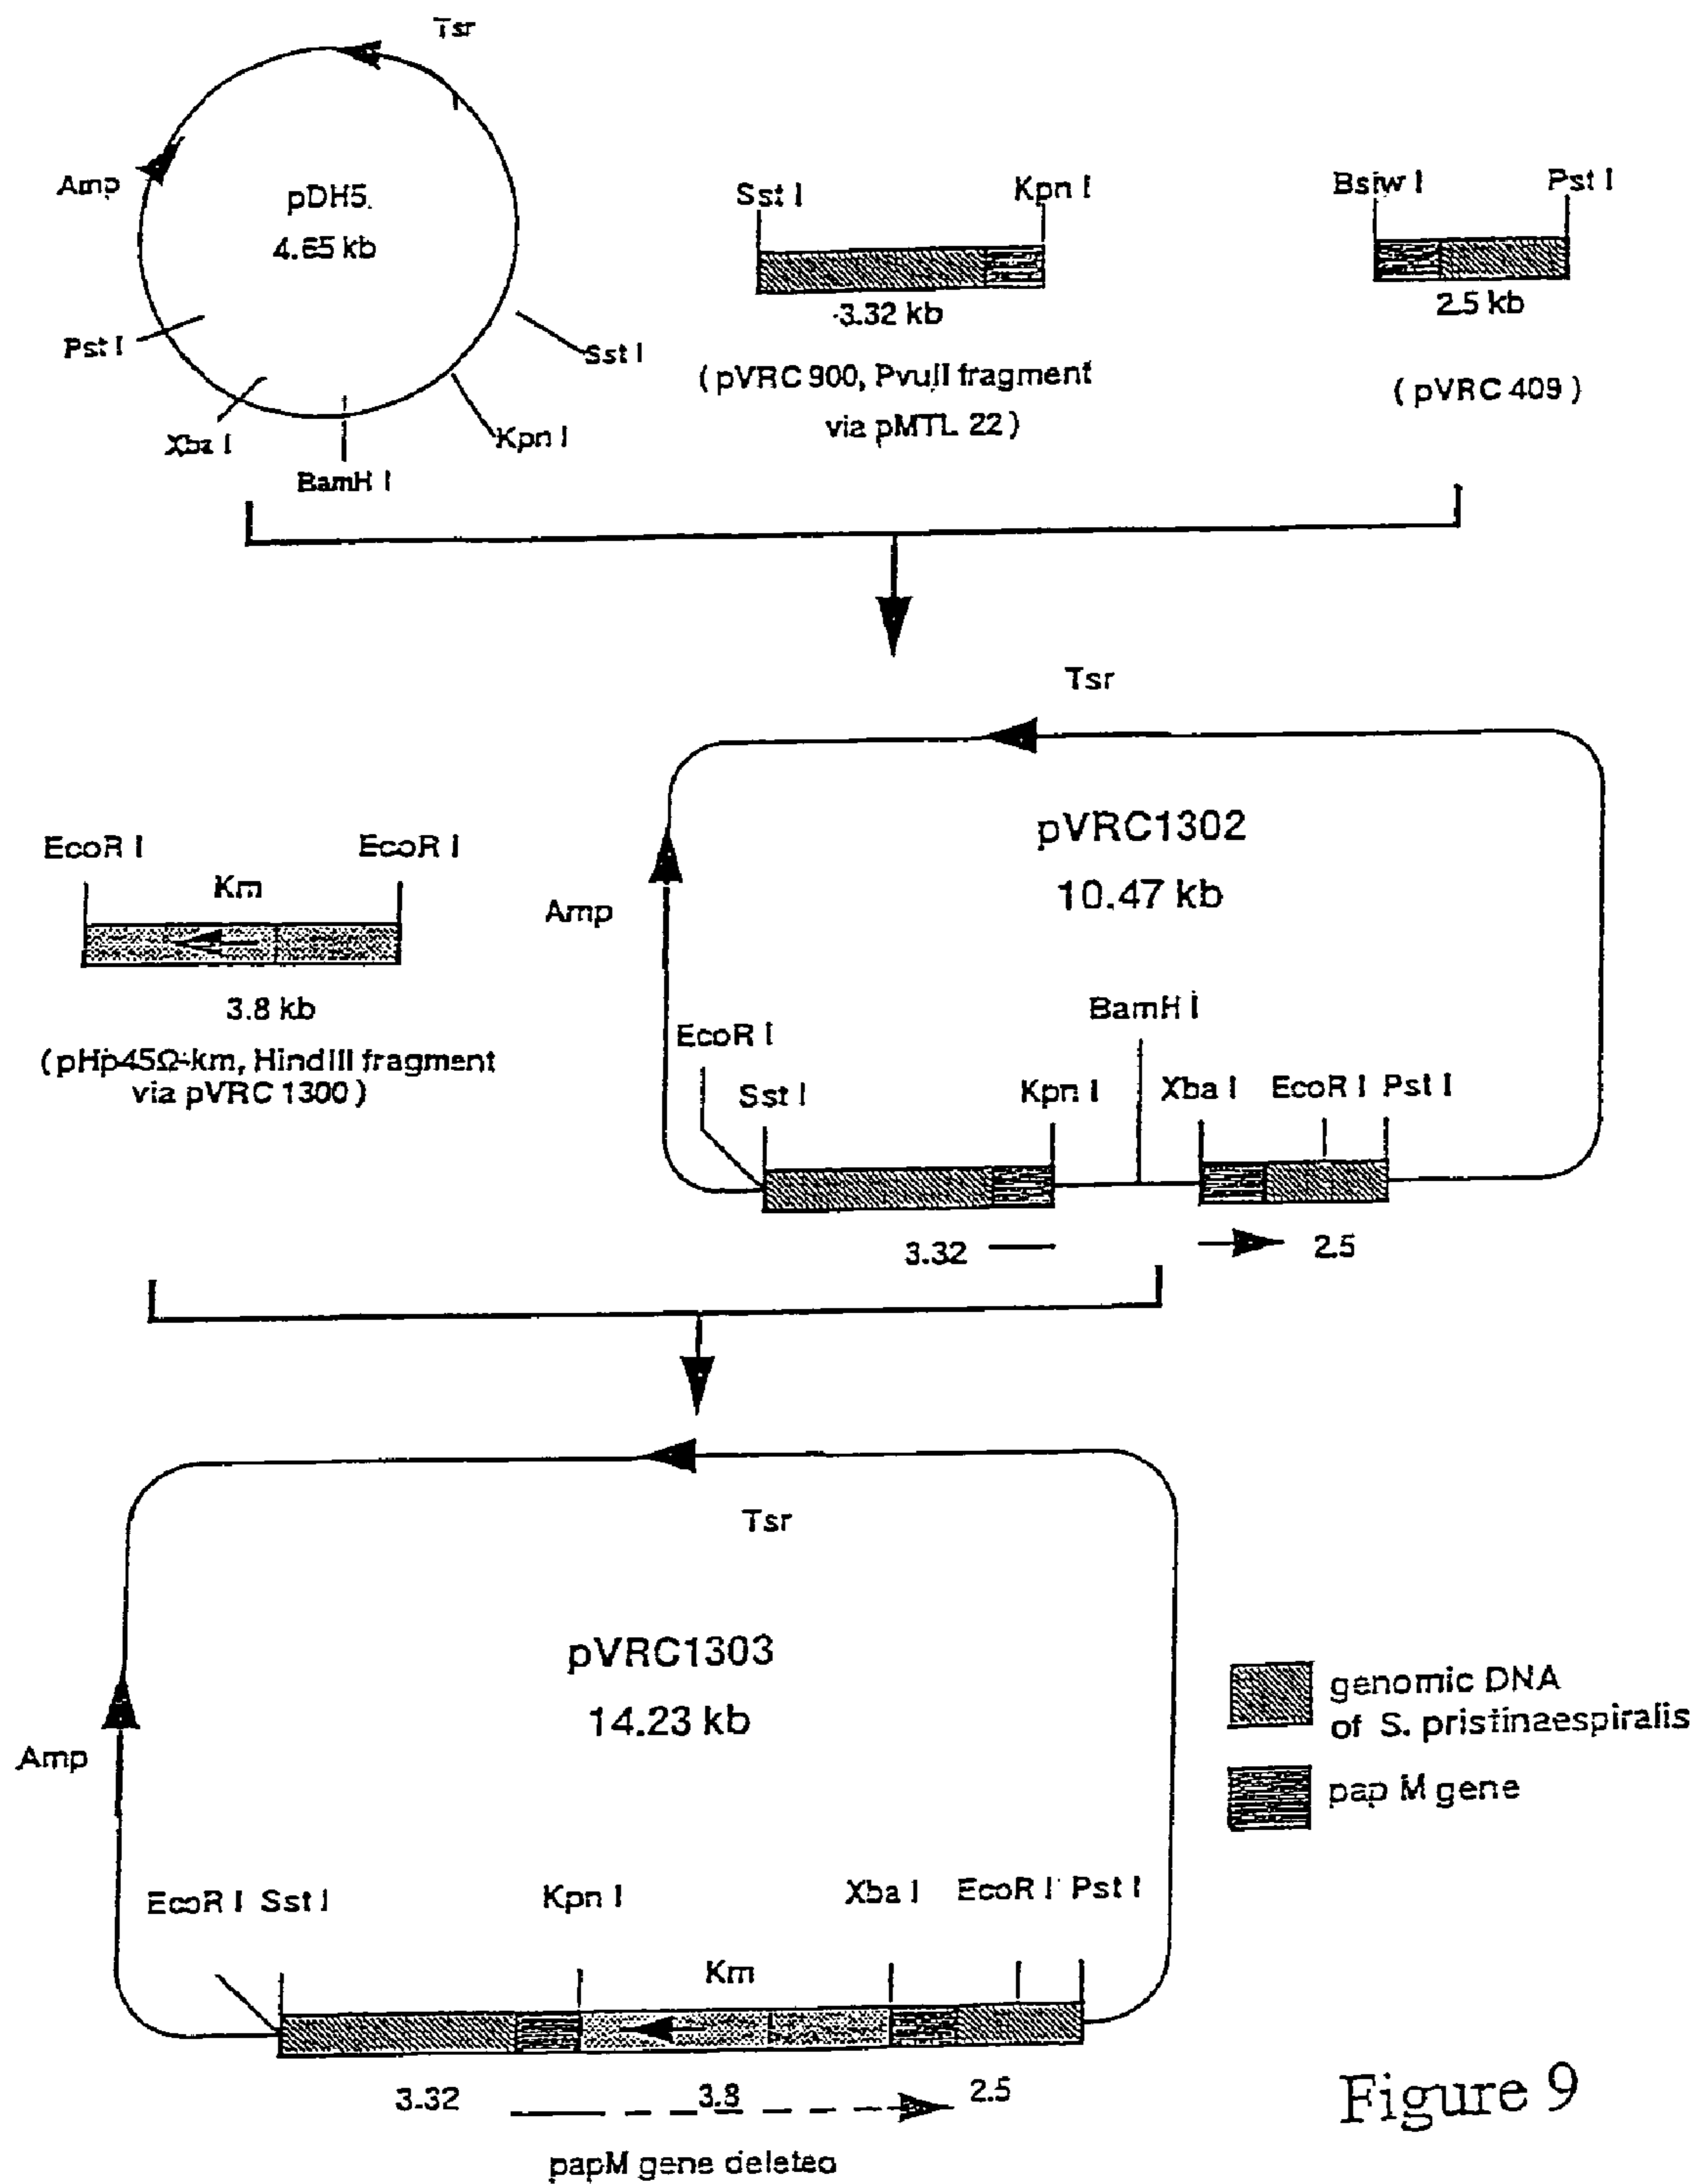 Tsr
Amp
pDH5.
4.65 kb
Pst I
Xba I
BamH I
Kpn I
Sst I
Sst I
Kpn I
3.32 kb
( pVRC 900, PvuII fragment
via pMTL 22 )
Bsiw I
Pst I
2.5 kb
( pVRC 409 )
EcoR I
EcoR I
Km
3.8 kb
( pHp45Ω-km, HindIII fragment
via pVRC 1300 )
Tsr
pVRC1302
10.47 kb
Amp
EcoR I
Sst I
Kpn I
BamH I
Xba I
EcoR I
Pst I
3.32
2.5
Tsr
pVRC1303
14.23 kb
Amp
EcoR I
Sst I
Kpn I
Km
Xba I
EcoR I
Pst I
3.32
3.8
2.5
papM gene deleted
genomic DNA
of S. pristinaespiralis
pap M gene
Figure 9